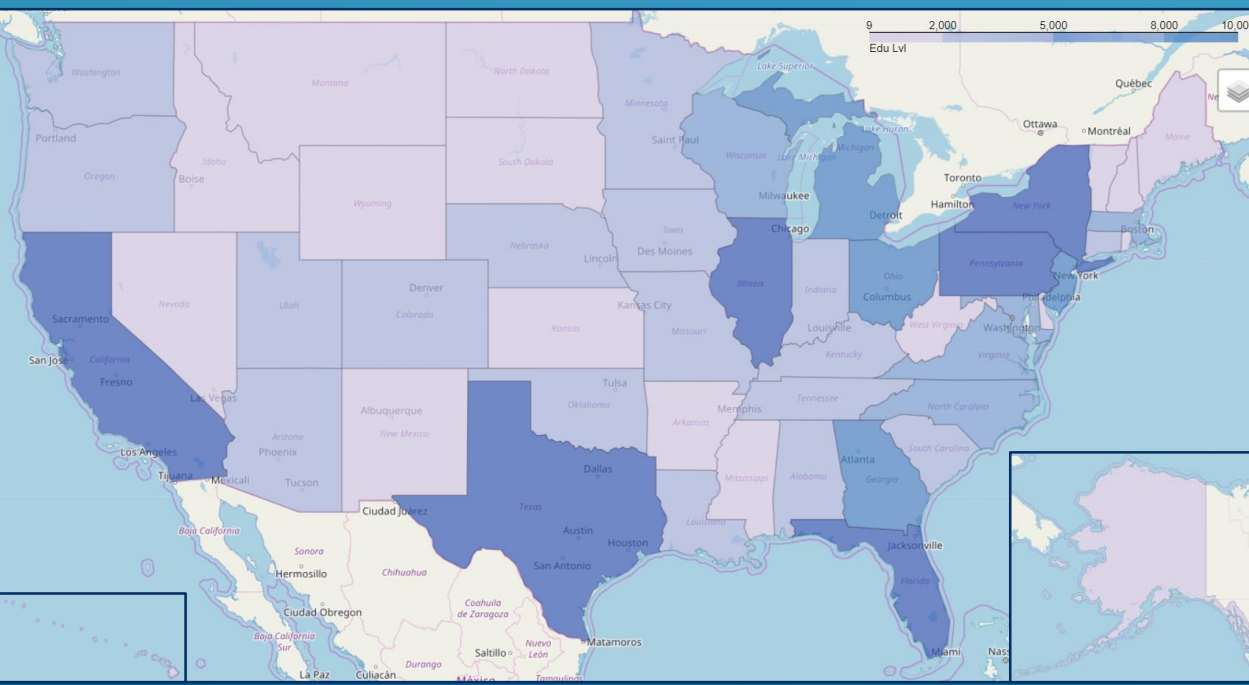 9 2,000 5,000 8,000 10,00
Edu Lvl
Washington
Montana
North Dakota
Lake Superior
Québec
Minnesota
Ottawa
Montréal
Ne
Portland
Saint Paul
Lake Huron
Maine
Wisconsin
Lake Michigan
Michigan
Oregon
Idaho
Boise
South Dakota
Toronto
Wyoming
Milwaukee
Hamilton
New York
Detroit
Chicago
Boston
Iowa
Nebraska
Des Moines
Lincoln
Pennsylvania
New York
Ohio
Denver
Utah
Illinois
Indiana
Columbus
Philadelphia
Nevada
Colorado
Kansas City
Sacramento
Kansas
Missouri
Louisville
West Virginia
Washington
San Jose
California
Kentucky
Virginia
Fresno
Tulsa
Las Vegas
Albuquerque
Oklahoma
Memphis
Tennessee
North Carolina
New Mexico
Arkansas
Arizona
Phoenix
South Carolina
Los Angeles
Atlanta
Dallas
Tijuana
Mexicali
Tucson
Mississippi
Alabama
Georgia
Ciudad Juárez
Texas
Louisiana
Baja California
Austin
Houston
Jacksonville
Sonora
San Antonio
Hermosillo
Chihuahua
Florida
Ciudad Obregon
Coahuila
de Zaragoza
Baja California
Sur
Matamoros
Nuevo
León
Saltillo
Miami
Nass
Durango
La Paz
Culiacán
México
Tamaulipas